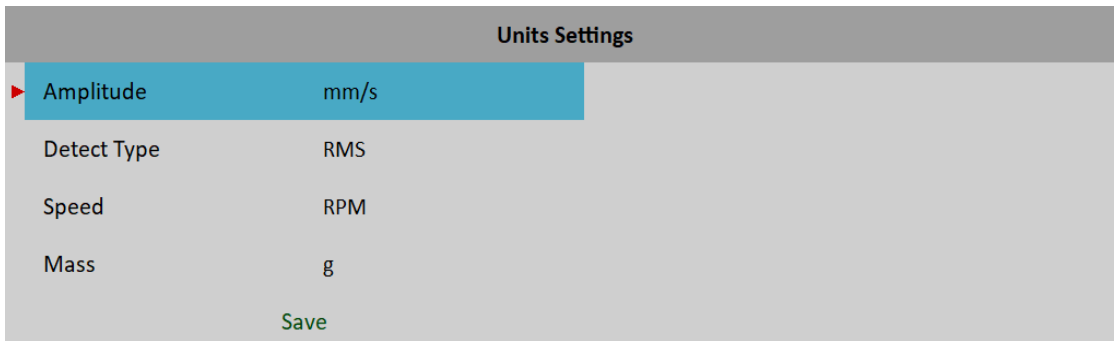 Units Settings
Amplitude mm/s
Detect Type RMS
Speed RPM
Mass g
Save